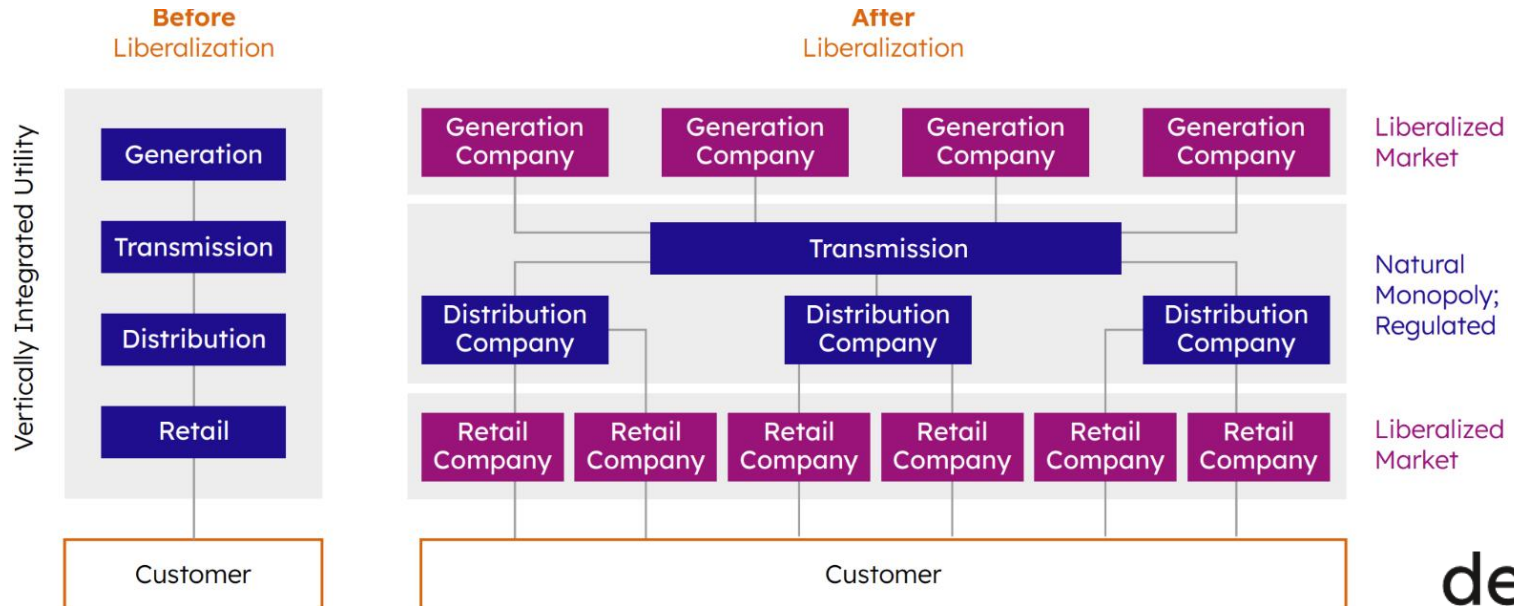 Before
Liberalization
After
Liberalization
Vertically Integrated Utility
Generation
Transmission
Distribution
Retail
Customer
Generation
Company
Generation
Company
Generation
Company
Generation
Company
Liberalized
Market
Transmission
Distribution
Company
Distribution
Company
Distribution
Company
Natural
Monopoly;
Regulated
Retail
Company
Retail
Company
Retail
Company
Retail
Company
Retail
Company
Retail
Company
Liberalized
Market
Customer
de